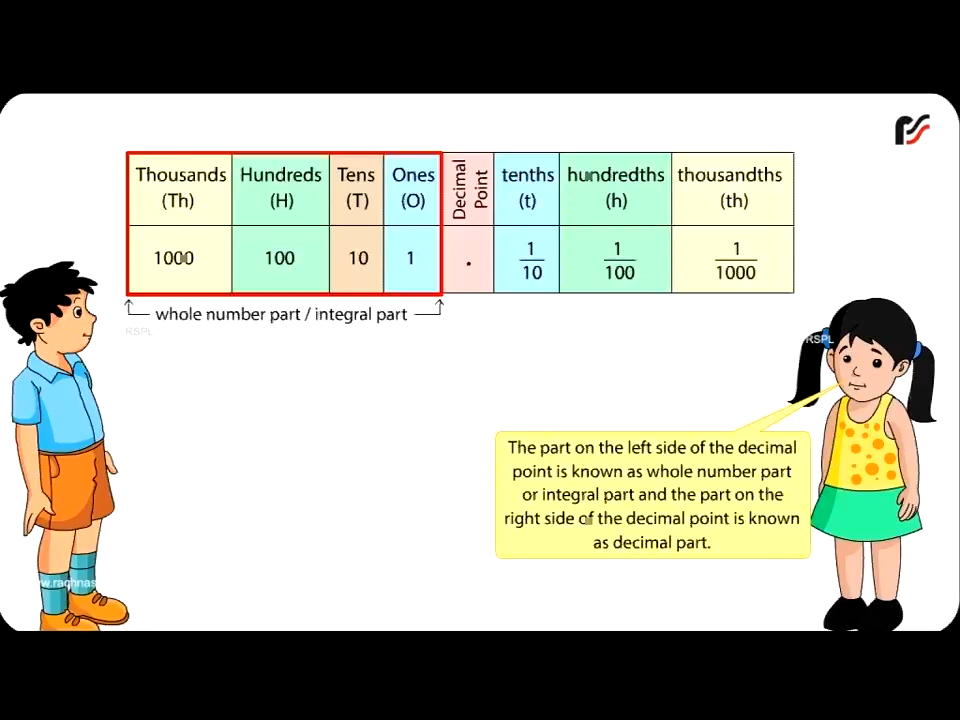 Thousands Hundreds Tens Ones Decimal Point tenths hundredths thousandths
(Th) (H) (T) (O) (t) (h) (th)
1000 100 10 1 . 1/10 1/100 1/1000
whole number part / integral part
RSPL
RSPL
The part on the left side of the decimal
point is known as whole number part
or integral part and the part on the
right side of the decimal point is known
as decimal part.